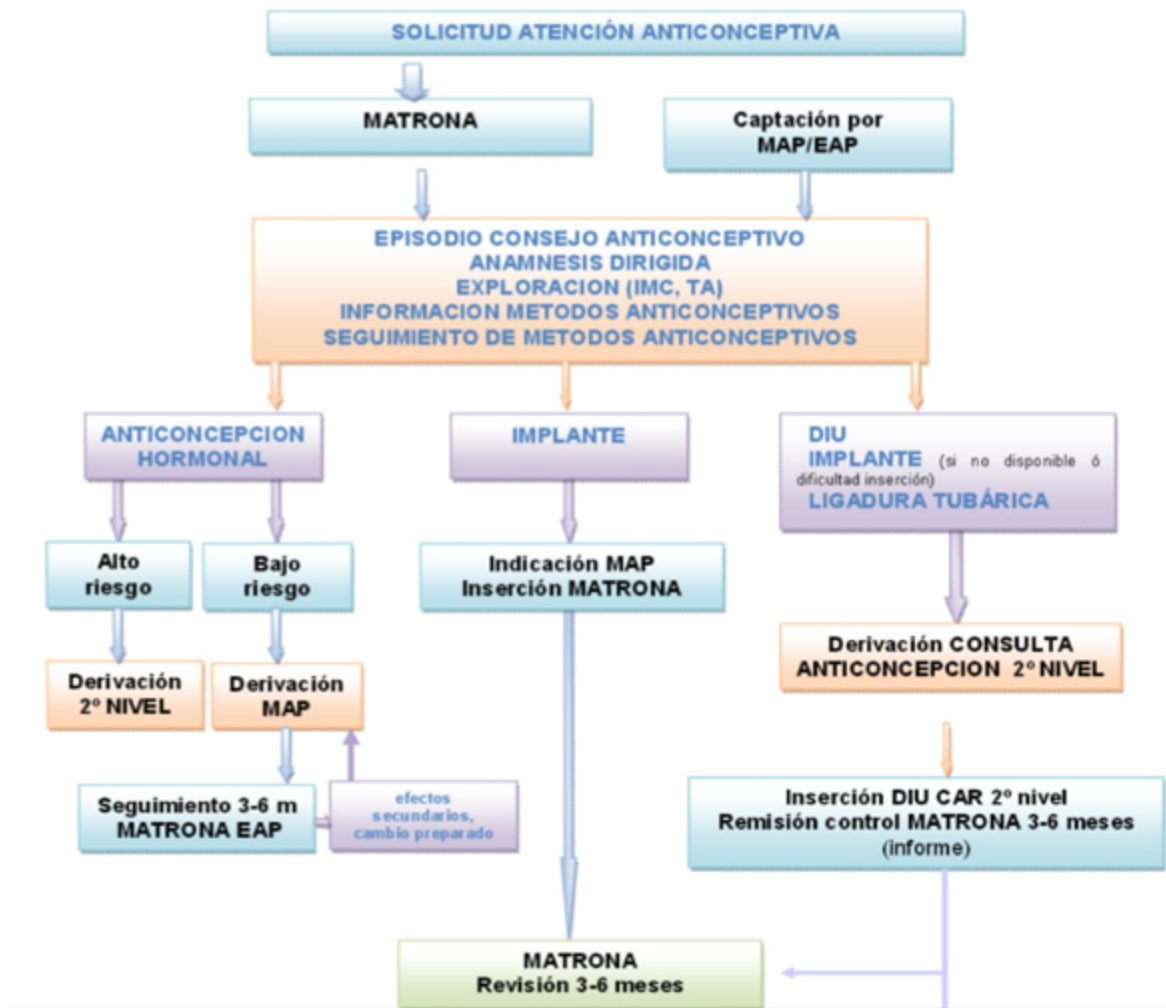 SOLICITUD ATENCIÓN ANTICONCEPTIVA
MATRONA
Captación por
MAP/EAP
EPISODIO CONSEJO ANTICONCEPTIVO
ANAMNESIS DIRIGIDA
EXPLORACION (IMC, TA)
INFORMACION METODOS ANTICONCEPTIVOS
SEGUIMIENTO DE METODOS ANTICONCEPTIVOS
ANTICONCEPCION
HORMONAL
IMPLANTE
DIU
IMPLANTE (si no disponible ó
dificultad inserción)
LIGADURA TUBÁRICA
Alto
riesgo
Bajo
riesgo
Indicación MAP
Inserción MATRONA
Derivación
2º NIVEL
Derivación
MAP
Derivación CONSULTA
ANTICONCEPCION 2º NIVEL
Seguimiento 3-6 m
MATRONA EAP
efectos
secundarios,
cambio preparado
Inserción DIU CAR 2º nivel
Remisión control MATRONA 3-6 meses
(informe)
MATRONA
Revisión 3-6 meses